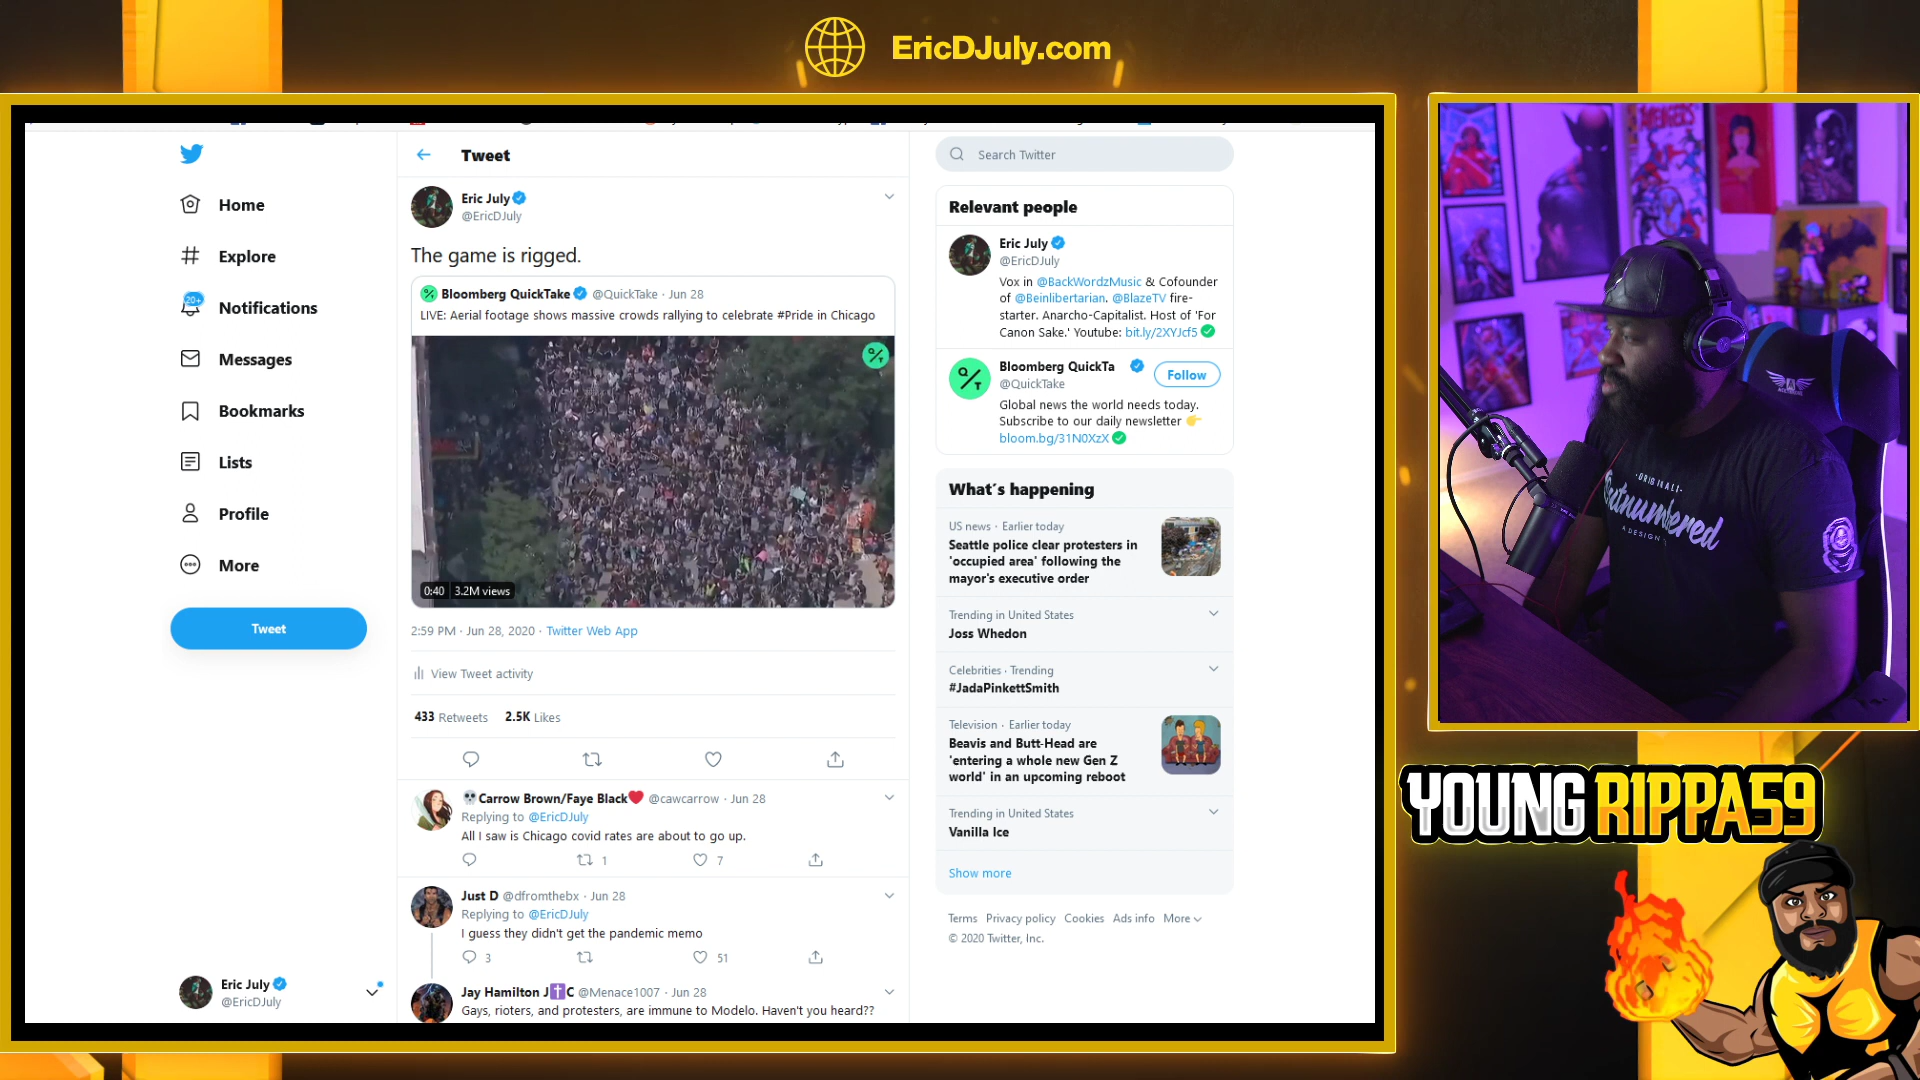 EricDJuly.com
Tweet
Search Twitter
Home
Explore
20+
Notifications
Messages
Bookmarks
Lists
Profile
More
Tweet
Eric July
@EricDJuly
Eric July
@EricDJuly
The game is rigged.
Bloomberg QuickTake @QuickTake · Jun 28
LIVE: Aerial footage shows massive crowds rallying to celebrate #Pride in Chicago
0:40 3.2M views
2:59 PM · Jun 28, 2020 · Twitter Web App
View Tweet activity
433 Retweets 2.5K Likes
Carrow Brown/Faye Black @cawcarrow · Jun 28
Replying to @EricDJuly
All I saw is Chicago covid rates are about to go up.
1 7
Just D @dfromthebx · Jun 28
Replying to @EricDJuly
I guess they didn't get the pandemic memo
3 51
Jay Hamilton J✝C @Menace1007 · Jun 28
Gays, rioters, and protesters, are immune to Modelo. Haven't you heard??
Relevant people
Eric July
@EricDJuly
Vox in @BackWordzMusic & Cofounder
of @Beinlibertarian. @BlazeTV fire-
starter. Anarcho-Capitalist. Host of 'For
Canon Sake.' Youtube: bit.ly/2XYJcf5
Bloomberg QuickTa
@QuickTake
Follow
Global news the world needs today.
Subscribe to our daily newsletter
bloom.bg/31N0XzX
What's happening
US news · Earlier today
Seattle police clear protesters in
'occupied area' following the
mayor's executive order
Trending in United States
Joss Whedon
Celebrities · Trending
#JadaPinkettSmith
Television · Earlier today
Beavis and Butt-Head are
'entering a whole new Gen Z
world' in an upcoming reboot
Trending in United States
Vanilla Ice
Show more
Terms Privacy policy Cookies Ads info More
© 2020 Twitter, Inc.
·ORIGINALI·
Outnumbered
A DESIGN
YOUNGRIPPA59